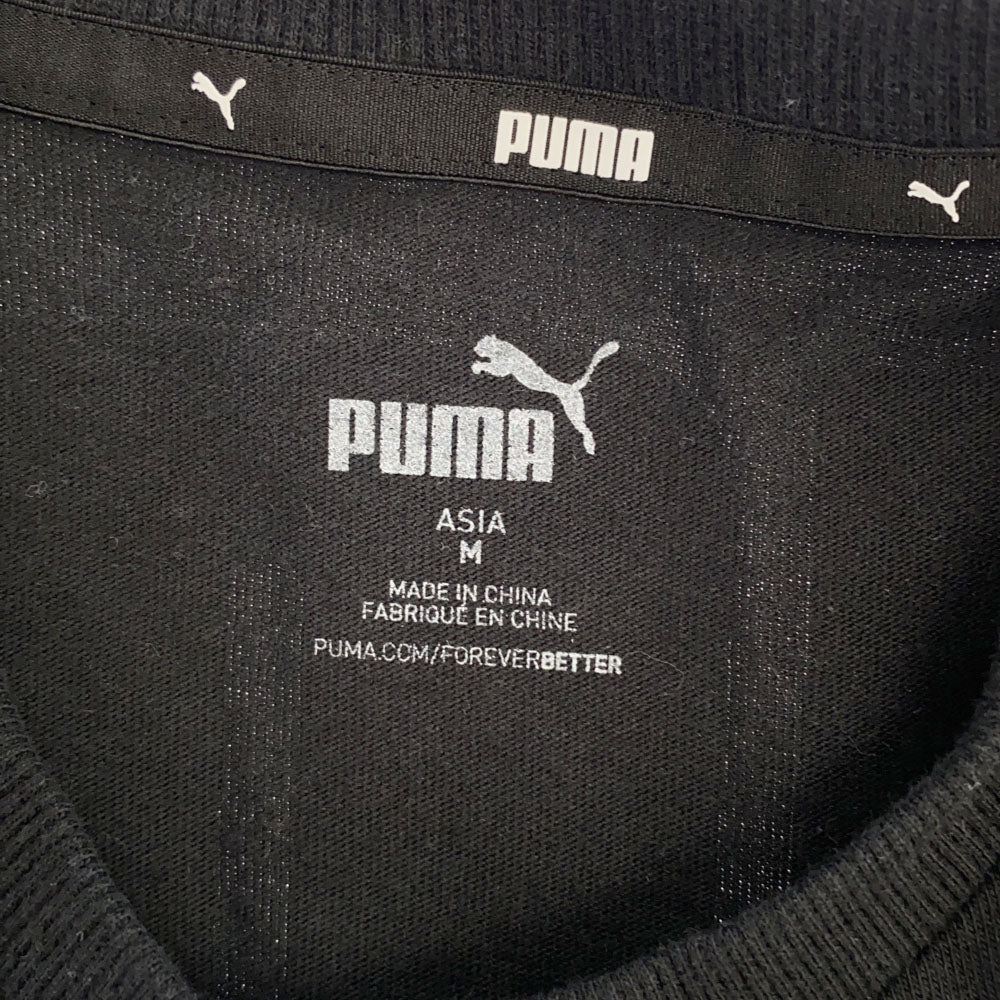 PUMA
PUMA
ASIA
M
MADE IN CHINA
FABRIQUÉ EN CHINE
PUMA.COM/FOREVERBETTER